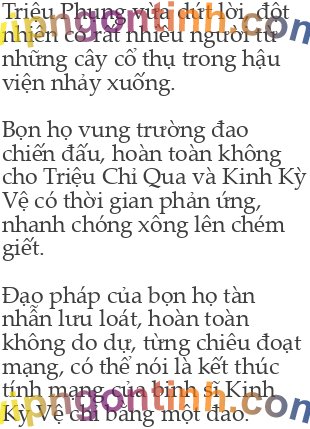 Triệu Phụng vừa dứt lời, đột
nhiên có rất nhiều người từ
những cây cổ thụ trong hậu
viện nhảy xuống.
Bọn họ vung trường đao
chiến đấu, hoàn toàn không
cho Triệu Chỉ Qua và Kinh Kỳ
Vệ có thời gian phản ứng,
nhanh chóng xông lên chém
giết.
Đạo pháp của bọn họ tàn
nhẫn lưu loát, hoàn toàn
không do dự, từng chiêu đoạt
mạng, có thể nói là kết thúc
tính mạng của binh sĩ Kinh
Kỳ Vệ chỉ bằng một đao.